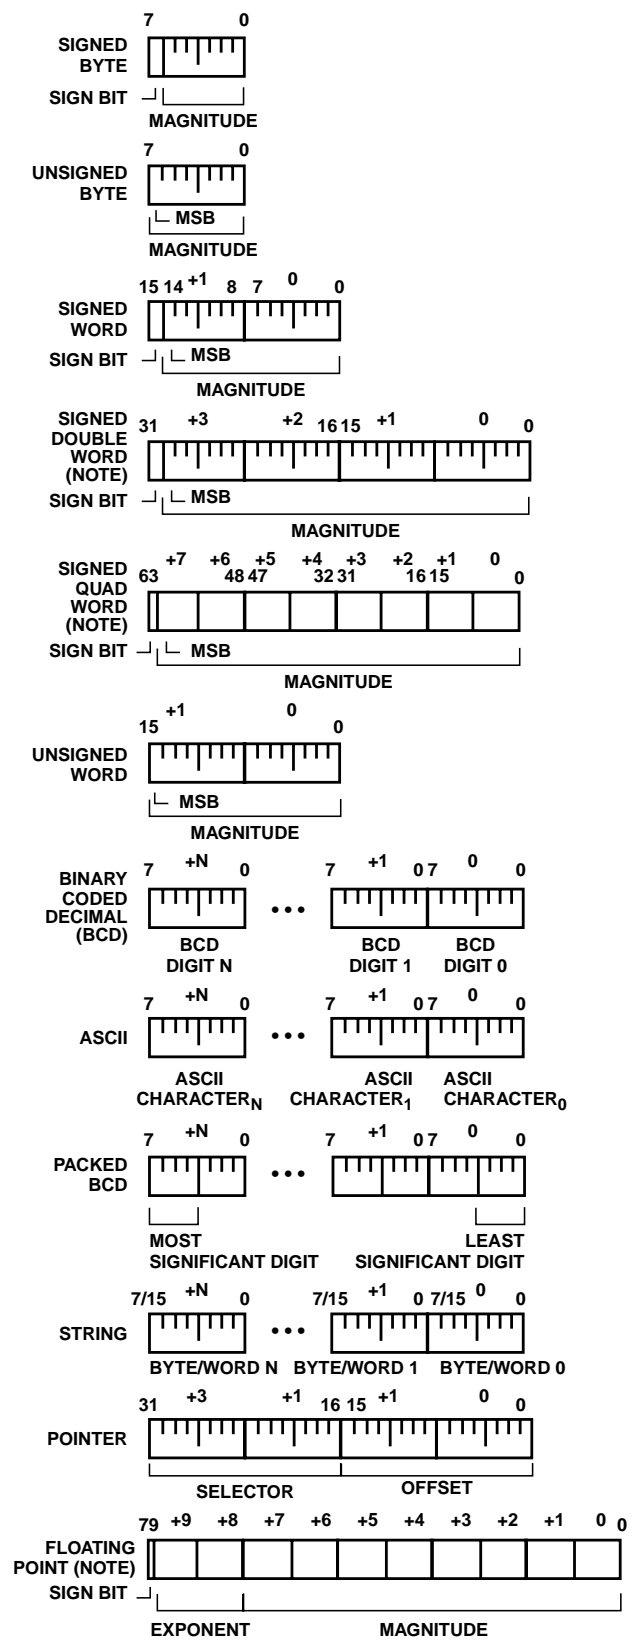 7 0
SIGNED
BYTE
SIGN BIT
MAGNITUDE
7 0
UNSIGNED
BYTE
MSB
MAGNITUDE
15 14 +1 8 7 0 0
SIGNED
WORD
SIGN BIT MSB
MAGNITUDE
SIGNED
DOUBLE
WORD
(NOTE)
31 +3 +2 16 15 +1 0 0
SIGN BIT MSB
MAGNITUDE
SIGNED
QUAD
WORD
(NOTE)
+7 +6 +5 +4 +3 +2 +1 0
63 48 47 32 31 16 15 0
SIGN BIT MSB
MAGNITUDE
+1 0
15 0
UNSIGNED
WORD
MSB
MAGNITUDE
7 +N 0 7 +1 0 7 0 0
BINARY
CODED
DECIMAL
(BCD)
•••
BCD BCD BCD
DIGIT N DIGIT 1 DIGIT 0
7 +N 0 7 +1 0 7 0 0
ASCII •••
ASCII ASCII ASCII
CHARACTERN CHARACTER1 CHARACTER0
7 +N 0 7 +1 0 7 0 0
PACKED
BCD
•••
MOST LEAST
SIGNIFICANT DIGIT SIGNIFICANT DIGIT
7/15 +N 0 7/15 +1 0 7/15 0 0
STRING •••
BYTE/WORD N BYTE/WORD 1 BYTE/WORD 0
31 +3 +1 16 15 +1 0 0
POINTER
SELECTOR OFFSET
79 +9 +8 +7 +6 +5 +4 +3 +2 +1 0 0
FLOATING
POINT (NOTE)
SIGN BIT
EXPONENT MAGNITUDE